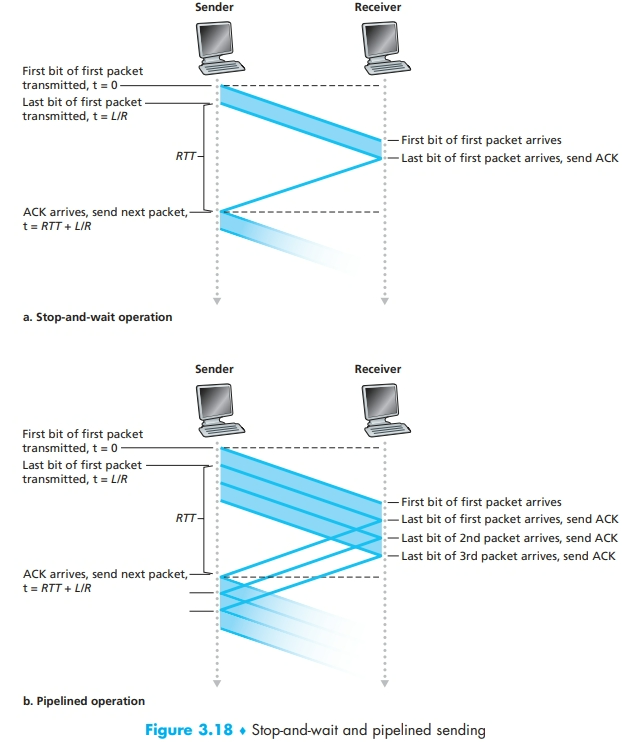 Sender Receiver
First bit of first packet
transmitted, t = 0
Last bit of first packet
transmitted, t = L/R
First bit of first packet arrives
Last bit of first packet arrives, send ACK
RTT
ACK arrives, send next packet,
t = RTT + L/R
a. Stop-and-wait operation
Sender Receiver
First bit of first packet
transmitted, t = 0
Last bit of first packet
transmitted, t = L/R
First bit of first packet arrives
Last bit of first packet arrives, send ACK
RTT
Last bit of 2nd packet arrives, send ACK
Last bit of 3rd packet arrives, send ACK
ACK arrives, send next packet,
t = RTT + L/R
b. Pipelined operation
Figure 3.18 ♦ Stop-and-wait and pipelined sending